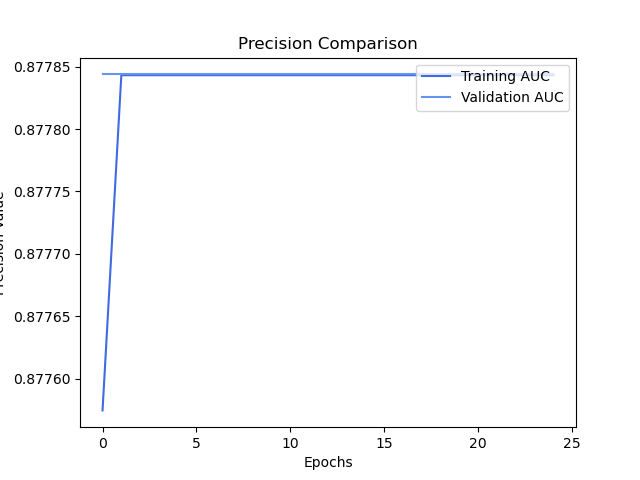 Precision Comparison
0.87785
0.87780
0.87775
0.87770
0.87765
0.87760
Precision Value
Training AUC
Validation AUC
0 5 10 15 20 25
Epochs